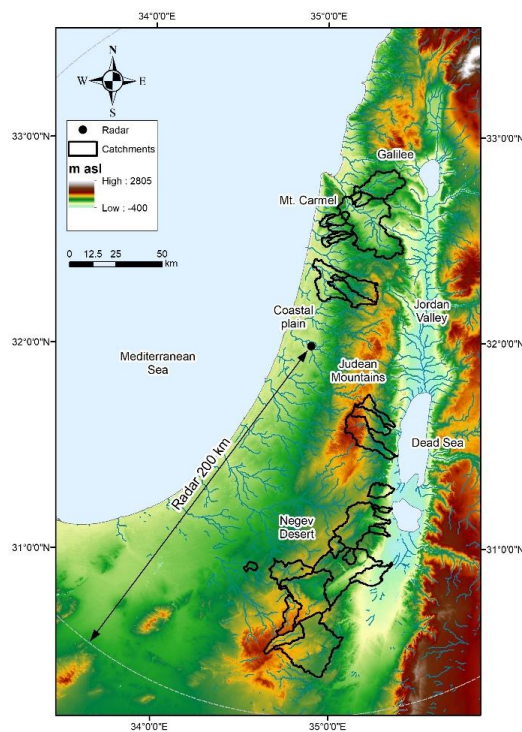 34°0'0"E
35°0'0"E
N
W
E
S
Radar
Catchments
m asl
High : 2805
Low : -400
0 12.5 25 50
km
33°0'0"N
33°0'0"N
Galilee
Mt. Carmel
Coastal
plain
Jordan
Valley
32°0'0"N
32°0'0"N
Mediterranean
Sea
Judean
Mountains
Radar 200 km
Dead Sea
Negev
Desert
31°0'0"N
31°0'0"N
34°0'0"E
35°0'0"E